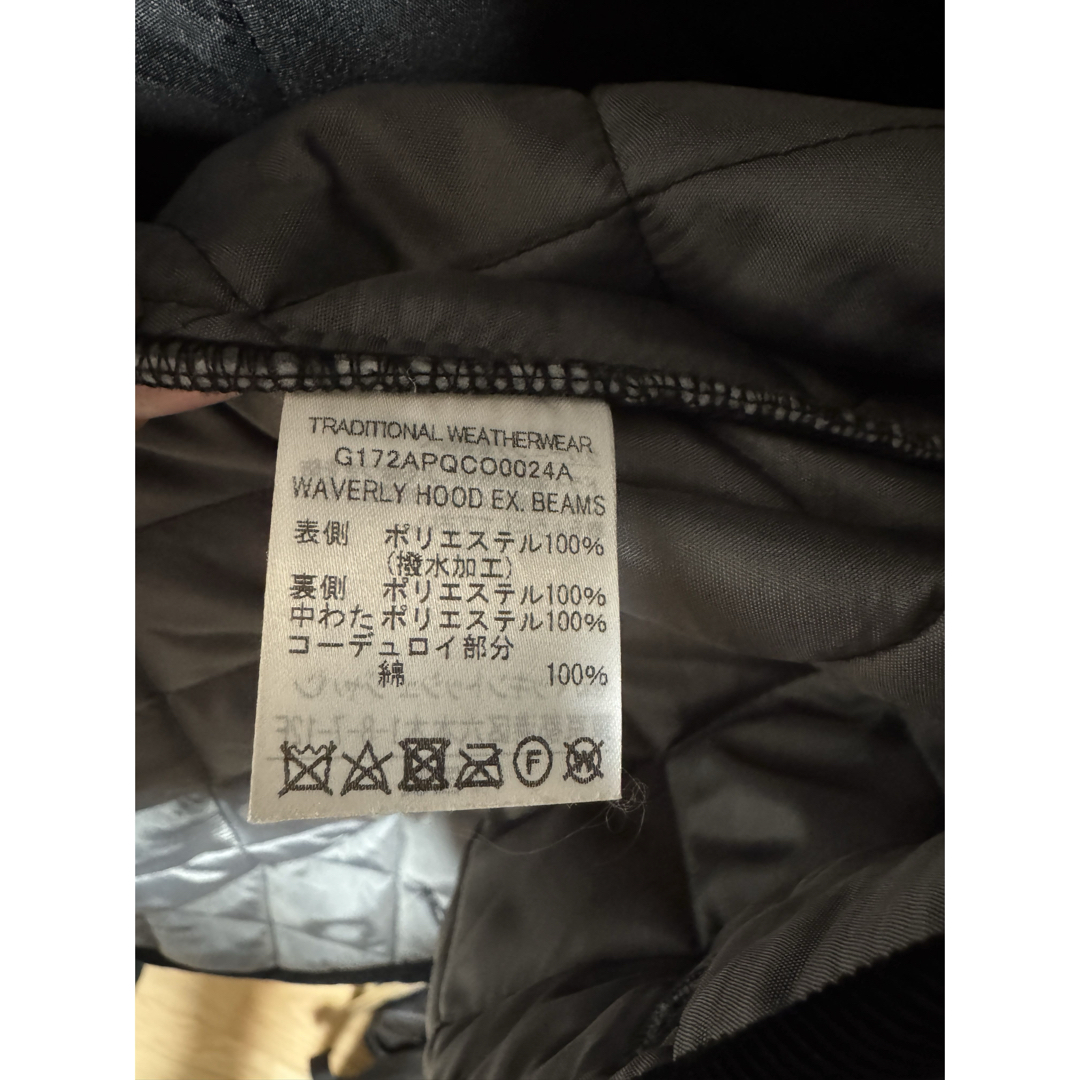 TRADITIONAL WEATHERWEAR
G172APQCO0024A
WAVERLY HOOD EX. BEAMS
表側 ポリエステル100%
(撥水加工)
裏側 ポリエステル100%
中わた ポリエステル100%
コーデュロイ部分
綿 100%
F W